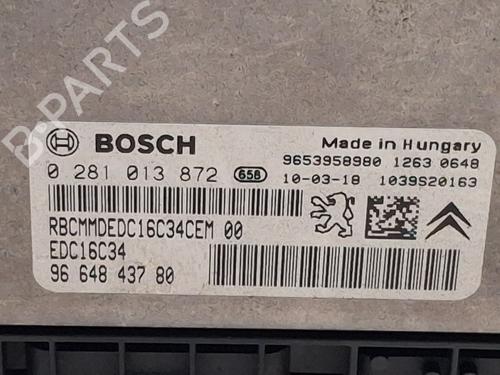 B-PARTS
BOSCH
Made in Hungary
0 281 013 872 658
9653958980 1263 0648
10-03-18 1039S20163
RBCMMDEDC16C34CEM 00
EDC16C34
96 648 437 80